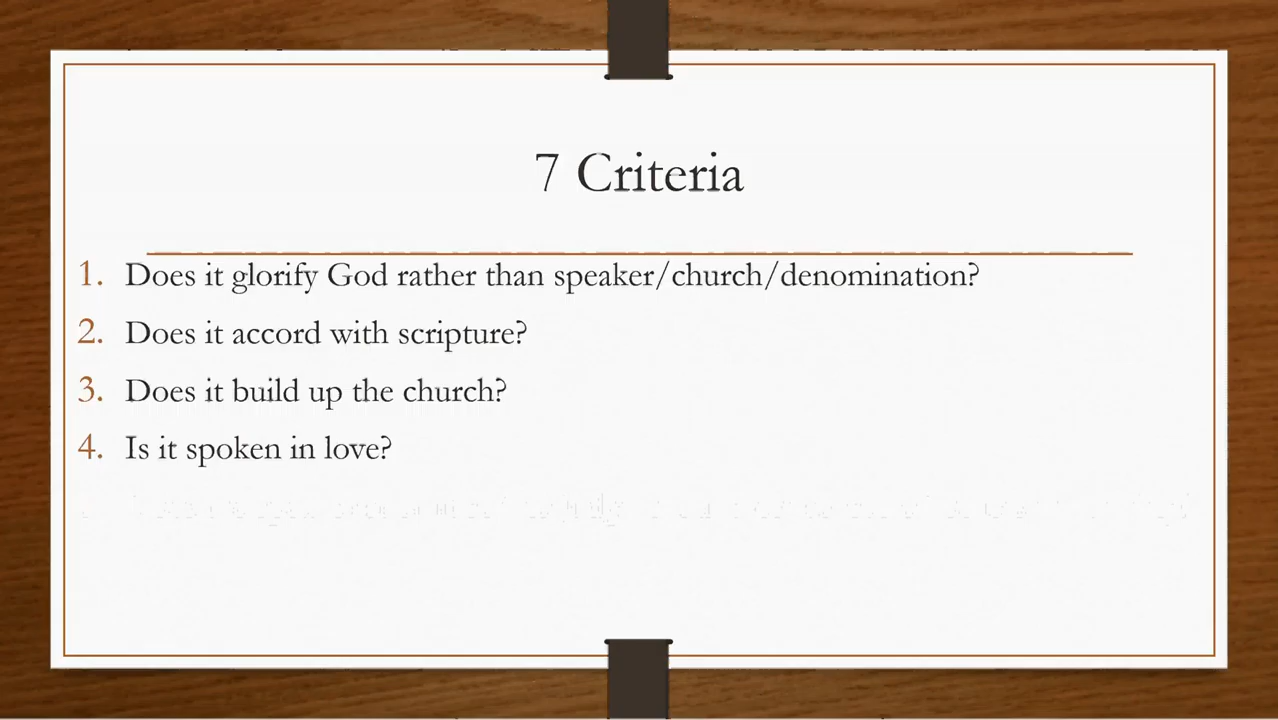 7 Criteria
1. Does it glorify God rather than speaker/church/denomination?
2. Does it accord with scripture?
3. Does it build up the church?
4. Is it spoken in love?